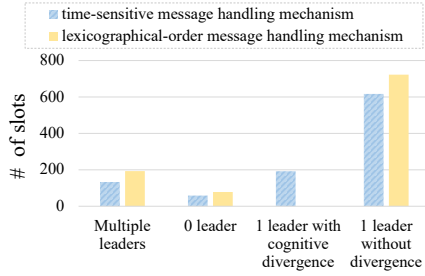 time-sensitive message handling mechanism
lexicographical-order message handling mechanism
# of slots
800
600
400
200
0
Multiple leaders
0 leader
1 leader with cognitive divergence
1 leader without divergence